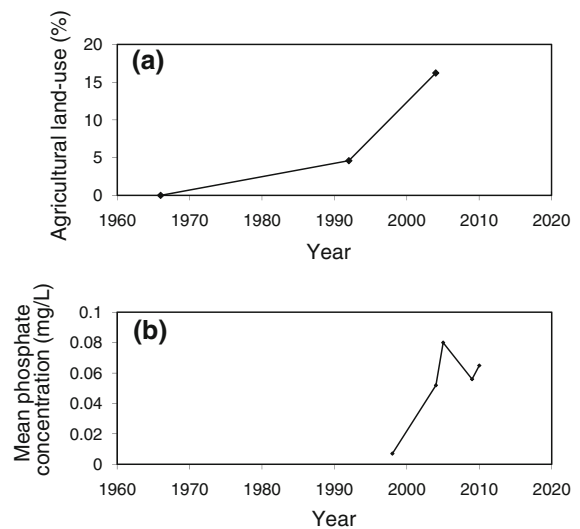 (a)
Agricultural land-use (%)
20
15
10
5
0
1960 1970 1980 1990 2000 2010 2020
Year
(b)
Mean phosphate
concentration (mg/L)
0.1
0.08
0.06
0.04
0.02
0
1960 1970 1980 1990 2000 2010 2020
Year